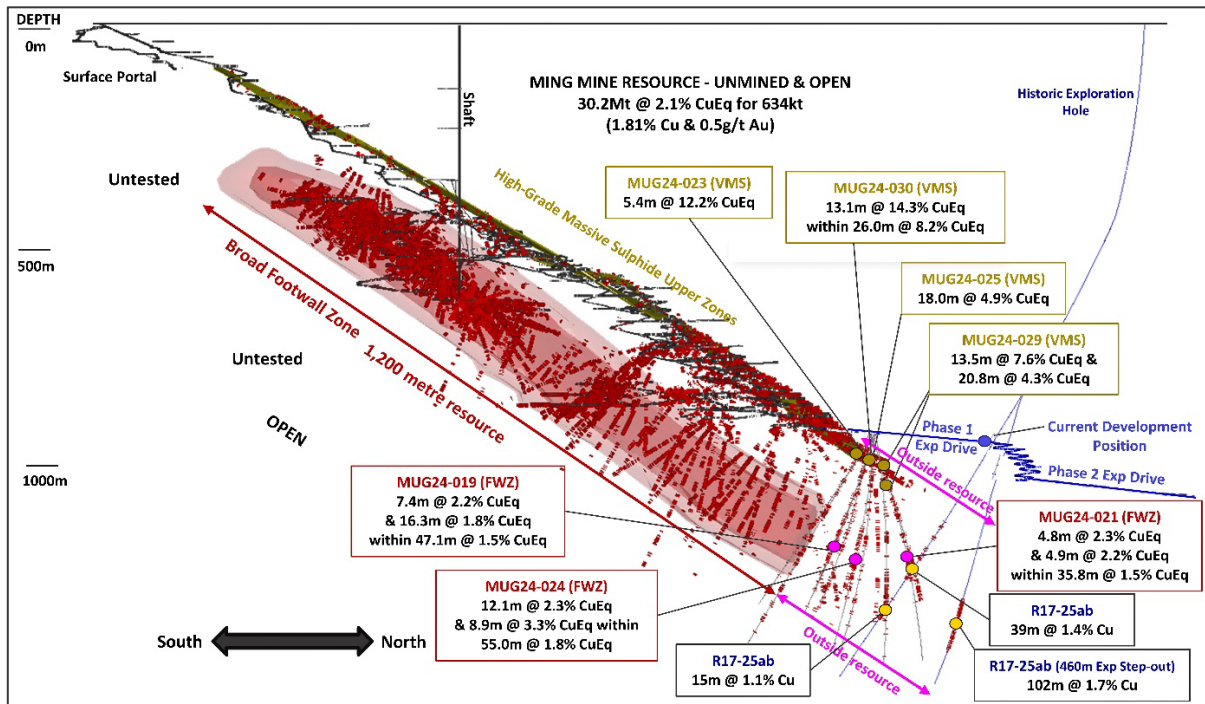 DEPTH
0m
Surface Portal
Shaft
MING MINE RESOURCE - UNMINED & OPEN
30.2Mt @ 2.1% CuEq for 634kt
(1.81% Cu & 0.5g/t Au)
Historic Exploration
Hole
Untested
High-Grade Massive Sulphide Upper Zones
MUG24-023 (VMS)
5.4m @ 12.2% CuEq
MUG24-030 (VMS)
13.1m @ 14.3% CuEq
within 26.0m @ 8.2% CuEq
500m
MUG24-025 (VMS)
18.0m @ 4.9% CuEq
Broad Footwall Zone 1,200 metre resource
MUG24-029 (VMS)
13.5m @ 7.6% CuEq &
20.8m @ 4.3% CuEq
Untested
OPEN
Phase 1
Exp Drive
Current Development
Position
Outside resource
Phase 2 Exp Drive
1000m
MUG24-019 (FWZ)
7.4m @ 2.2% CuEq
& 16.3m @ 1.8% CuEq
within 47.1m @ 1.5% CuEq
MUG24-021 (FWZ)
4.8m @ 2.3% CuEq
& 4.9m @ 2.2% CuEq
within 35.8m @ 1.5% CuEq
MUG24-024 (FWZ)
12.1m @ 2.3% CuEq
& 8.9m @ 3.3% CuEq within
55.0m @ 1.8% CuEq
R17-25ab
39m @ 1.4% Cu
South
North
Outside resource
R17-25ab
15m @ 1.1% Cu
R17-25ab (460m Exp Step-out)
102m @ 1.7% Cu